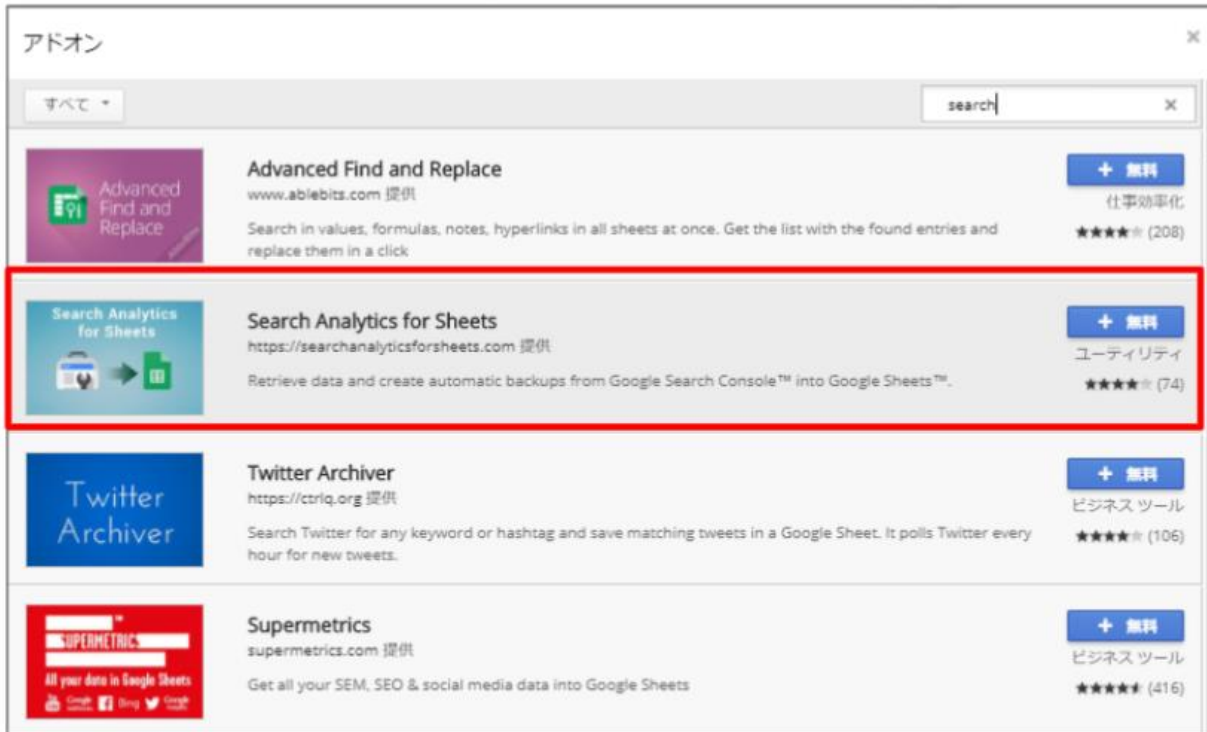 アドオン
×
すべて
search
×
Advanced
Find and
Replace
Advanced Find and Replace
www.ablebits.com 提供
Search in values, formulas, notes, hyperlinks in all sheets at once. Get the list with the found entries and
replace them in a click
+ 無料
仕事効率化
★★★★☆ (208)
Search Analytics
for Sheets
Search Analytics for Sheets
https://searchanalyticsforsheets.com 提供
Retrieve data and create automatic backups from Google Search Console™ into Google Sheets™.
+ 無料
ユーティリティ
★★★★☆ (74)
Twitter
Archiver
Twitter Archiver
https://ctrlq.org 提供
Search Twitter for any keyword or hashtag and save matching tweets in a Google Sheet. It polls Twitter every
hour for new tweets.
+ 無料
ビジネス ツール
★★★★☆ (106)
SUPERMETRICS
All your data in Google Sheets
Google
Bing
Google
Supermetrics
supermetrics.com 提供
Get all your SEM, SEO & social media data into Google Sheets
+ 無料
ビジネス ツール
(416)